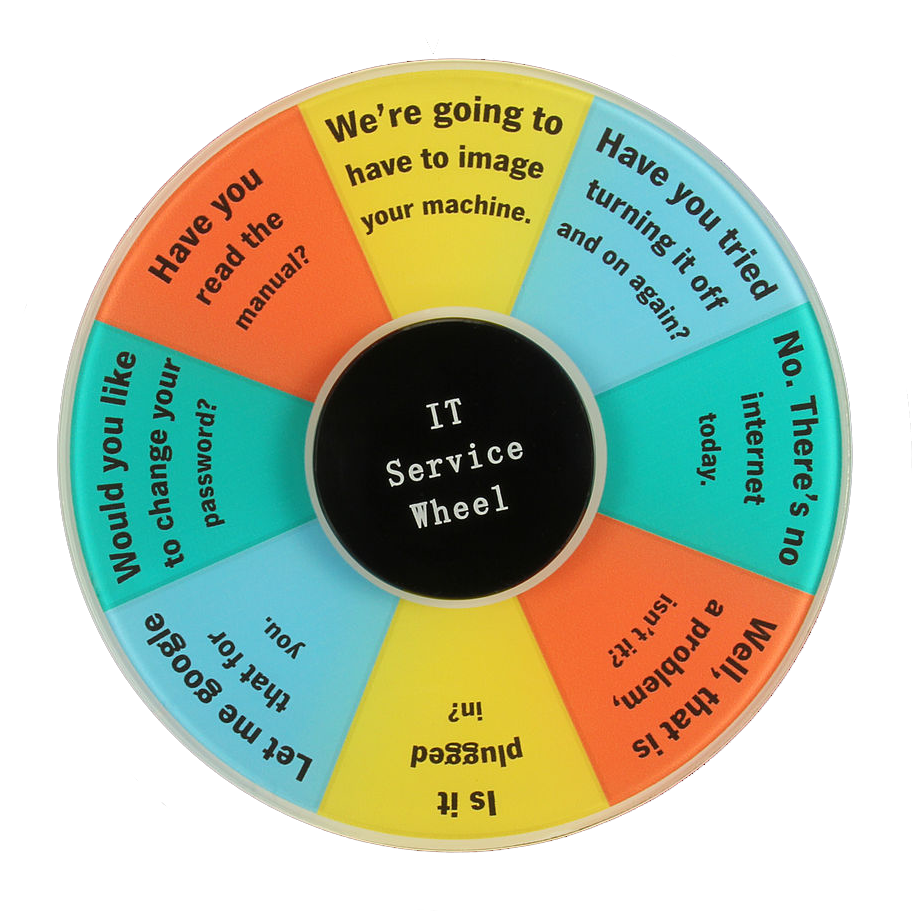 We're going to
have to image
your machine.
Have you tried
turning it off
and on again?
No. There's no
internet
today.
Well, that is
a problem,
isn't it?
Is it
plugged
in?
Let me google
that for
you.
Would you like
to change your
password?
Have you
read the
manual?
IT
Service
Wheel